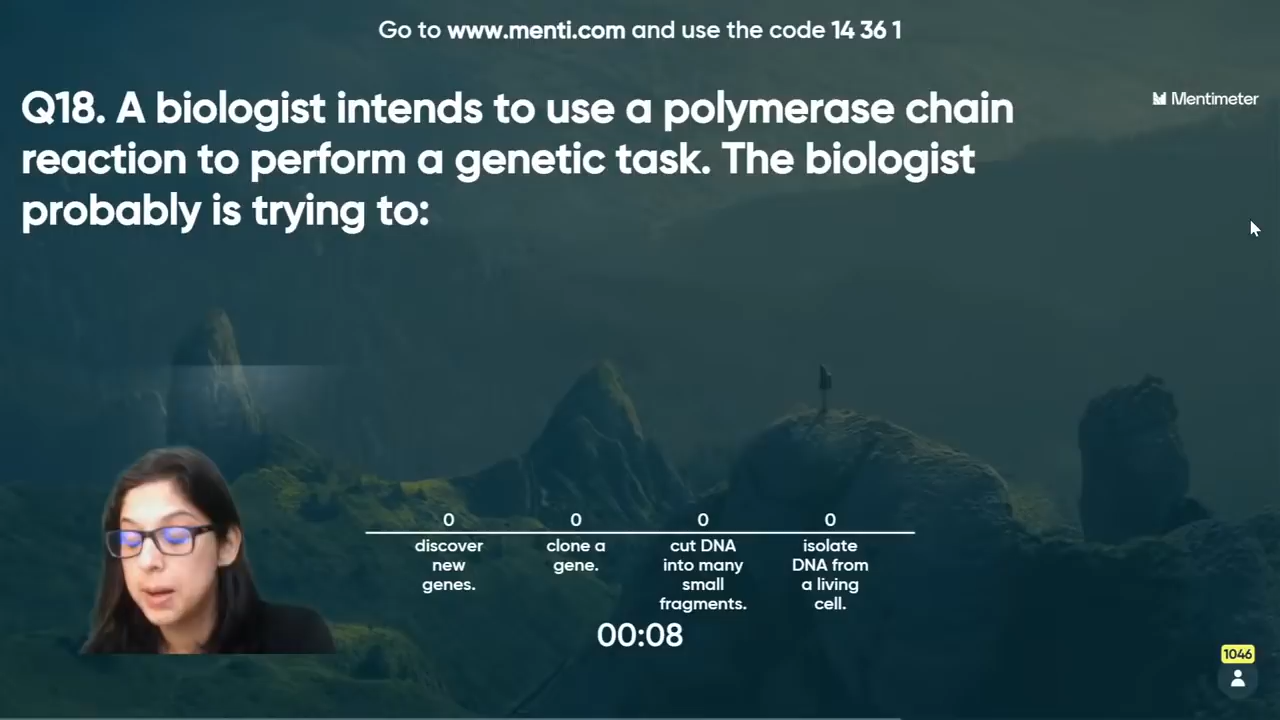 Go to www.menti.com and use the code 14 36 1
Mentimeter
Q18. A biologist intends to use a polymerase chain
reaction to perform a genetic task. The biologist
probably is trying to:
0
0
0
0
discover
new
genes.
clone a
gene.
cut DNA
into many
small
fragments.
isolate
DNA from
a living
cell.
00:08
1046